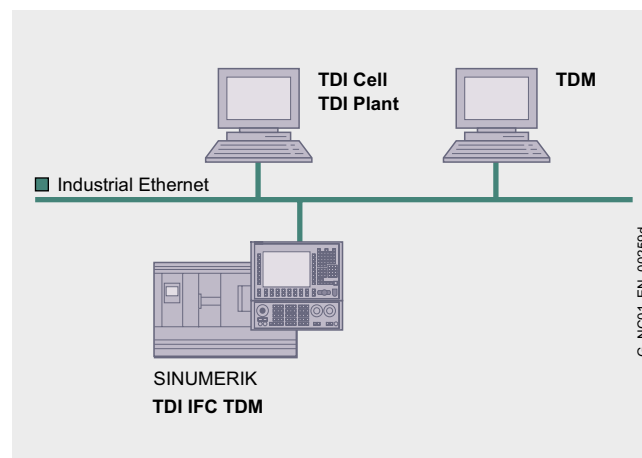 TDI Cell
TDI Plant
TDM
Industrial Ethernet
SINUMERIK
TDI IFC TDM